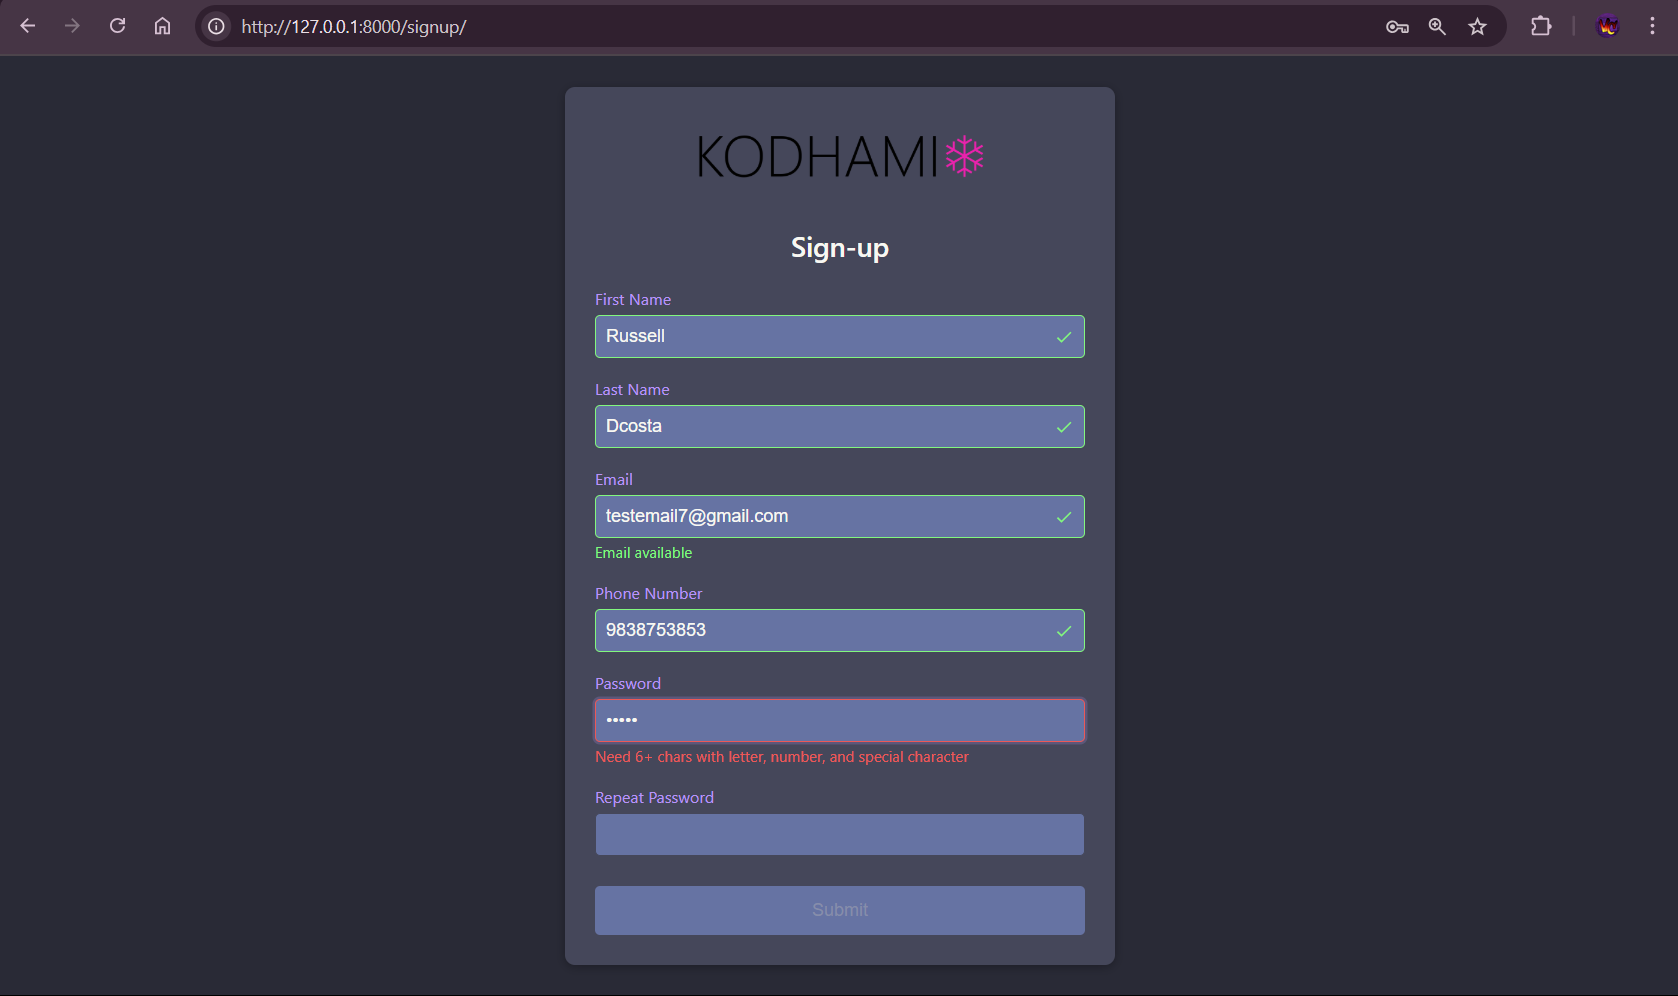 http://127.0.0.1:8000/signup/
KODHAMI
Sign-up
First Name
Russell
Last Name
Dcosta
Email
testemail7@gmail.com
Email available
Phone Number
9838753853
Password
•••••
Need 6+ chars with letter, number, and special character
Repeat Password
Submit